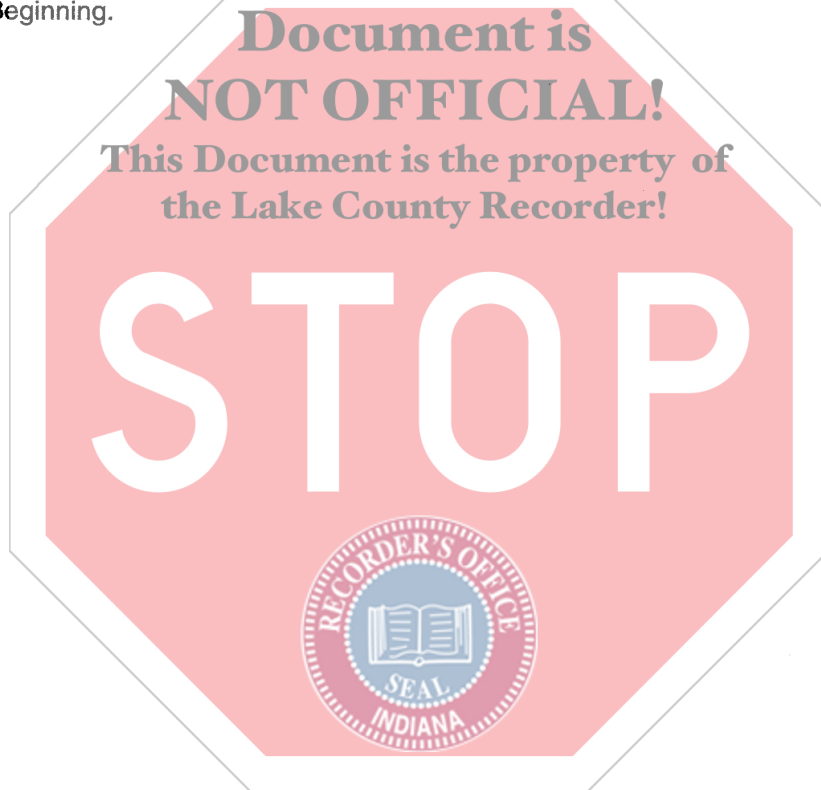 Beginning.
Document is
NOT OFFICIAL!
This Document is the property of
the Lake County Recorder!
STOP
RECORDER'S OFFICE
SEAL
INDIANA